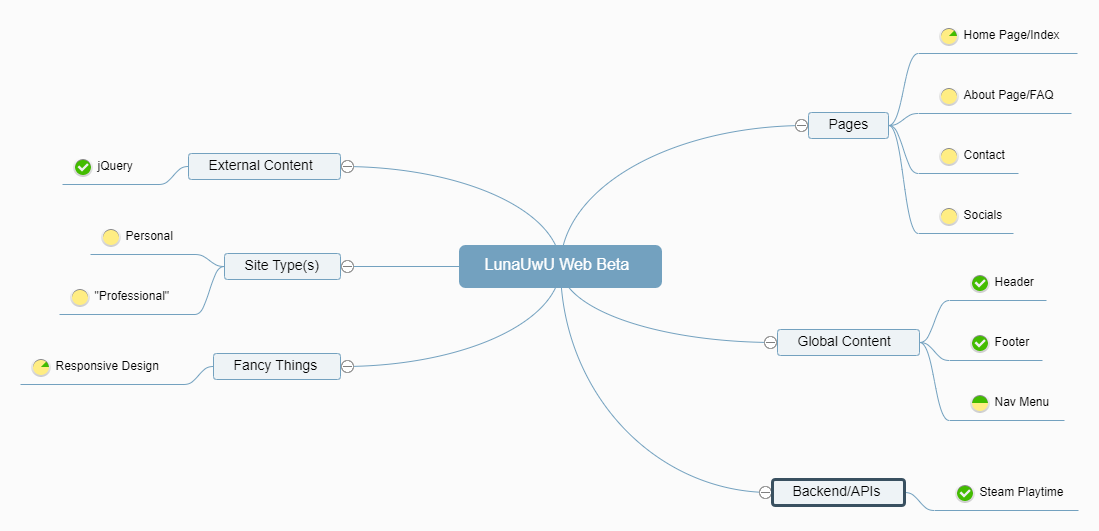 LunaUwU Web Beta
Pages
Home Page/Index
About Page/FAQ
Contact
Socials
Global Content
Header
Footer
Nav Menu
Backend/APIs
Steam Playtime
External Content
jQuery
Site Type(s)
Personal
"Professional"
Fancy Things
Responsive Design